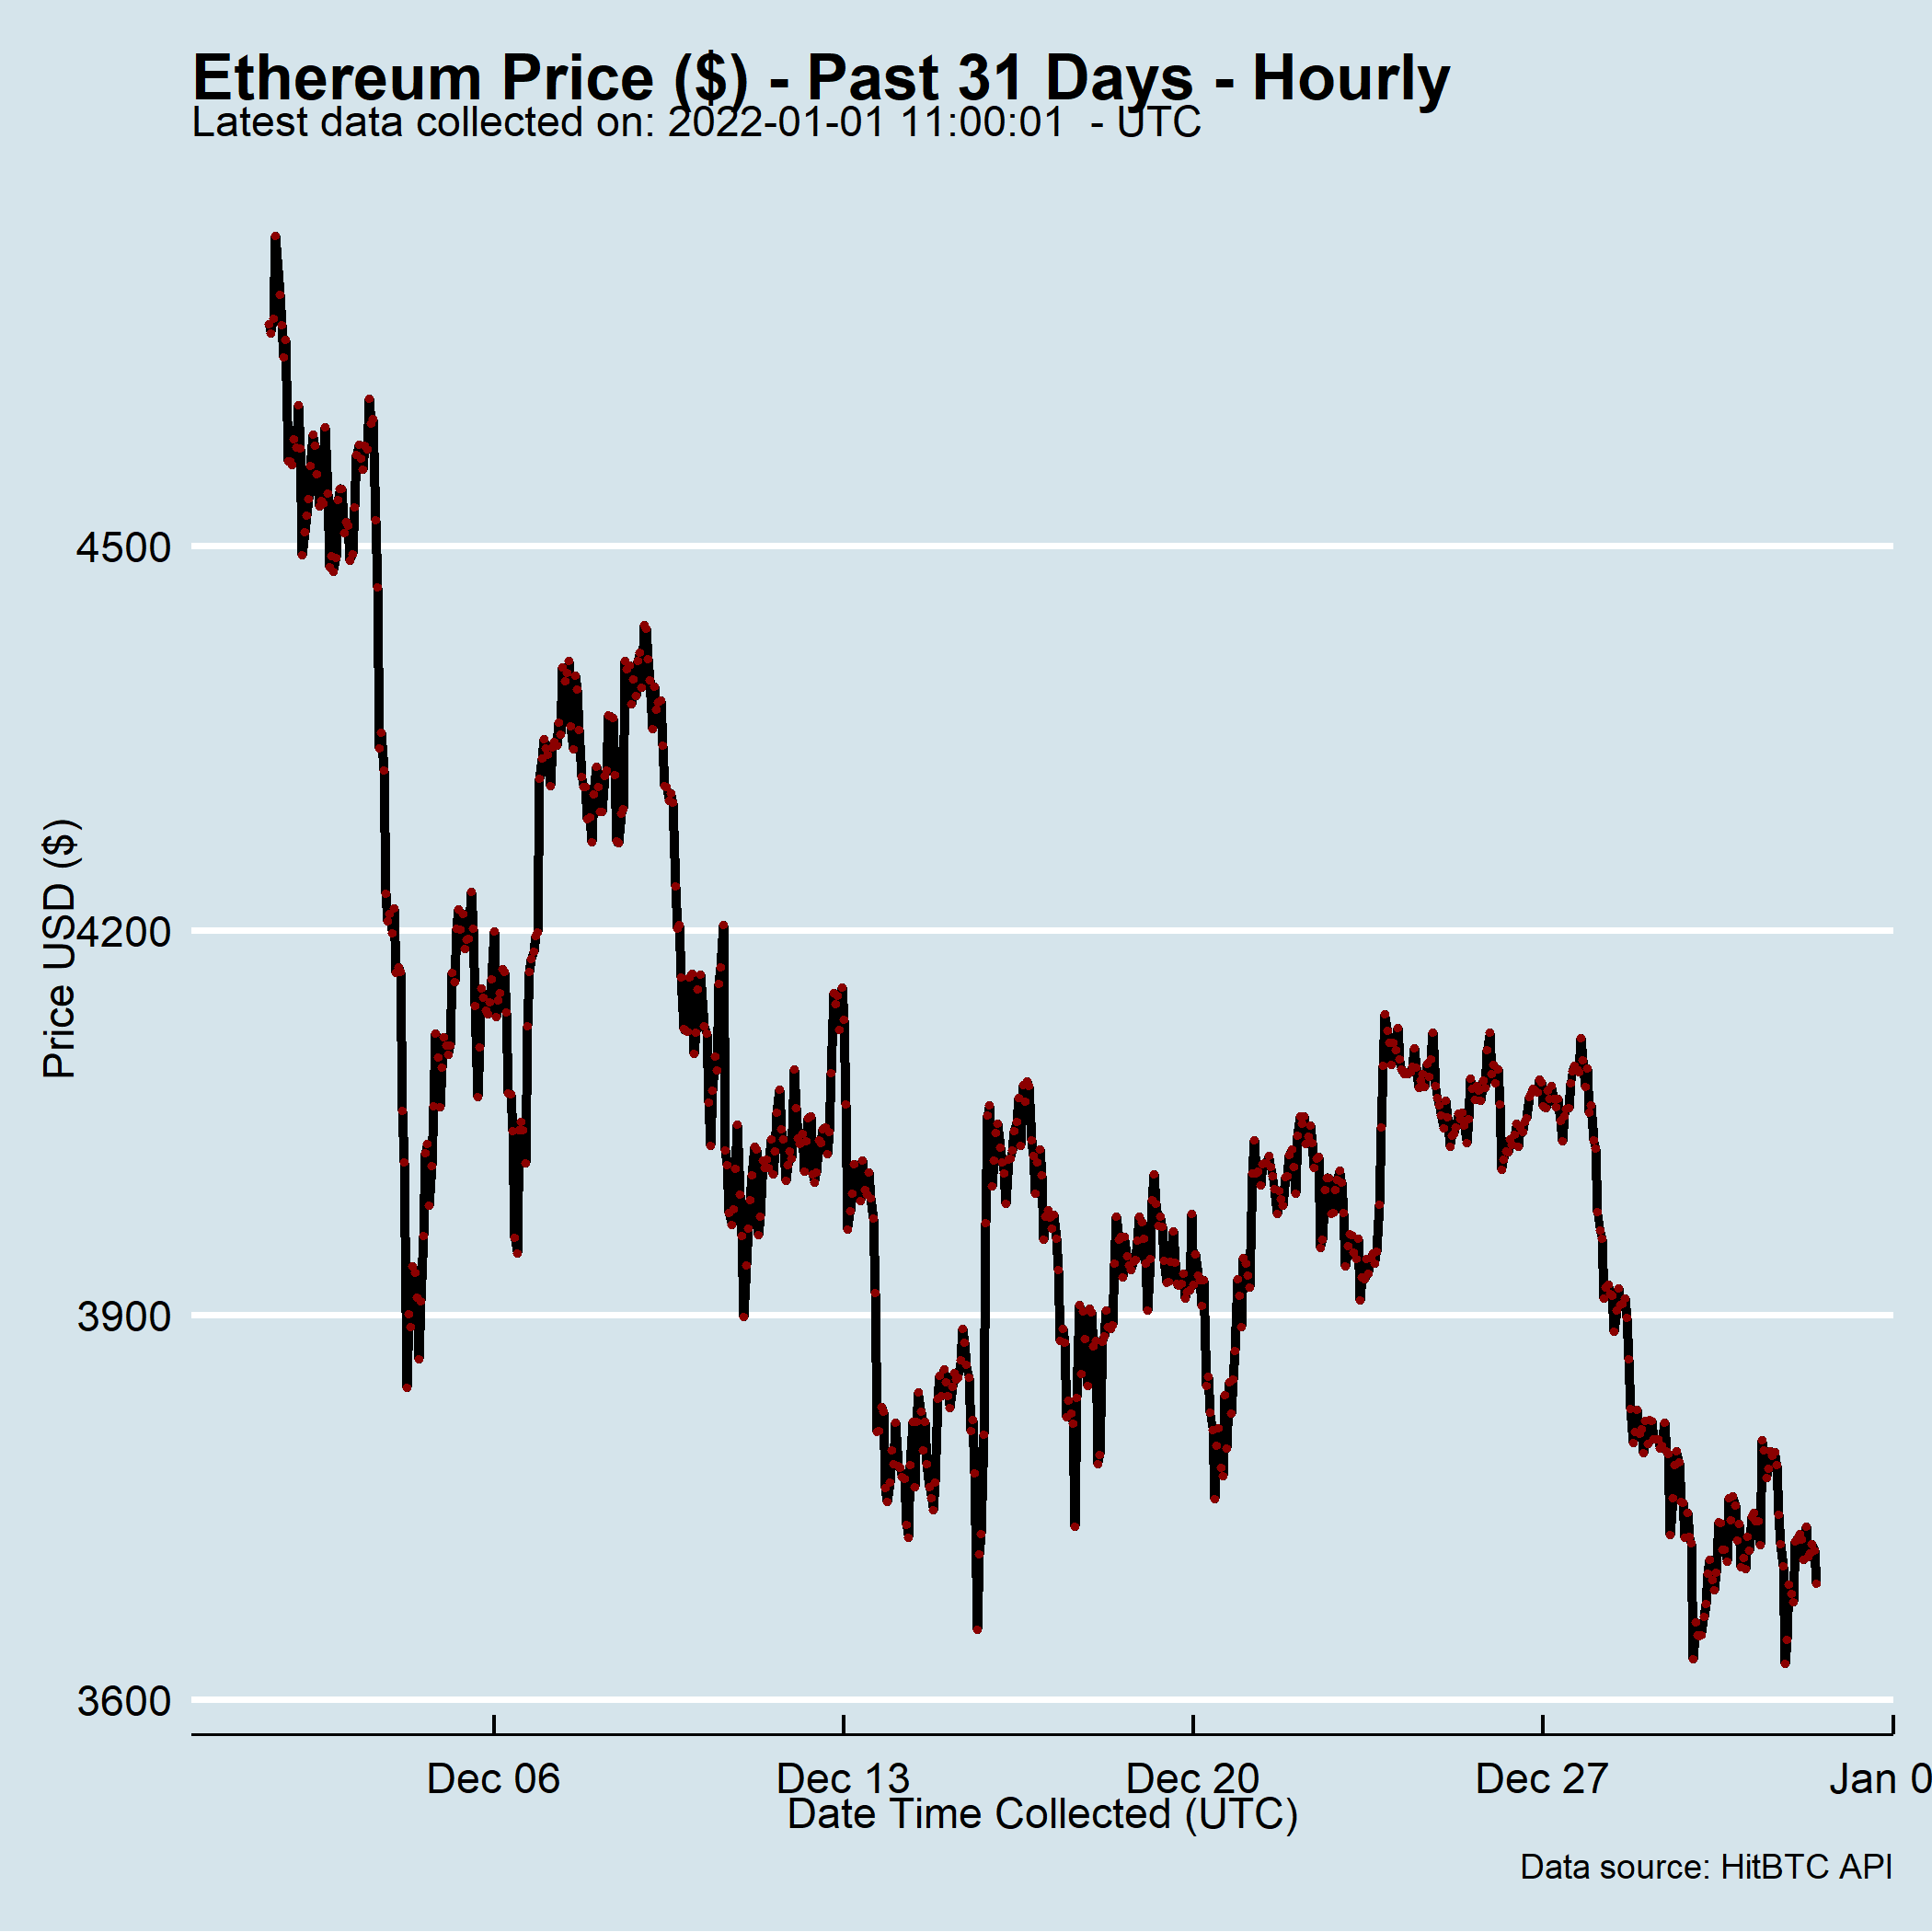 Ethereum Price ($) - Past 31 Days - Hourly
Latest data collected on: 2022-01-01 11:00:01  - UTC
Price USD ($)
4500
4200
3900
3600
Dec 06
Dec 13
Dec 20
Dec 27
Jan 0
Date Time Collected (UTC)
Data source: HitBTC API